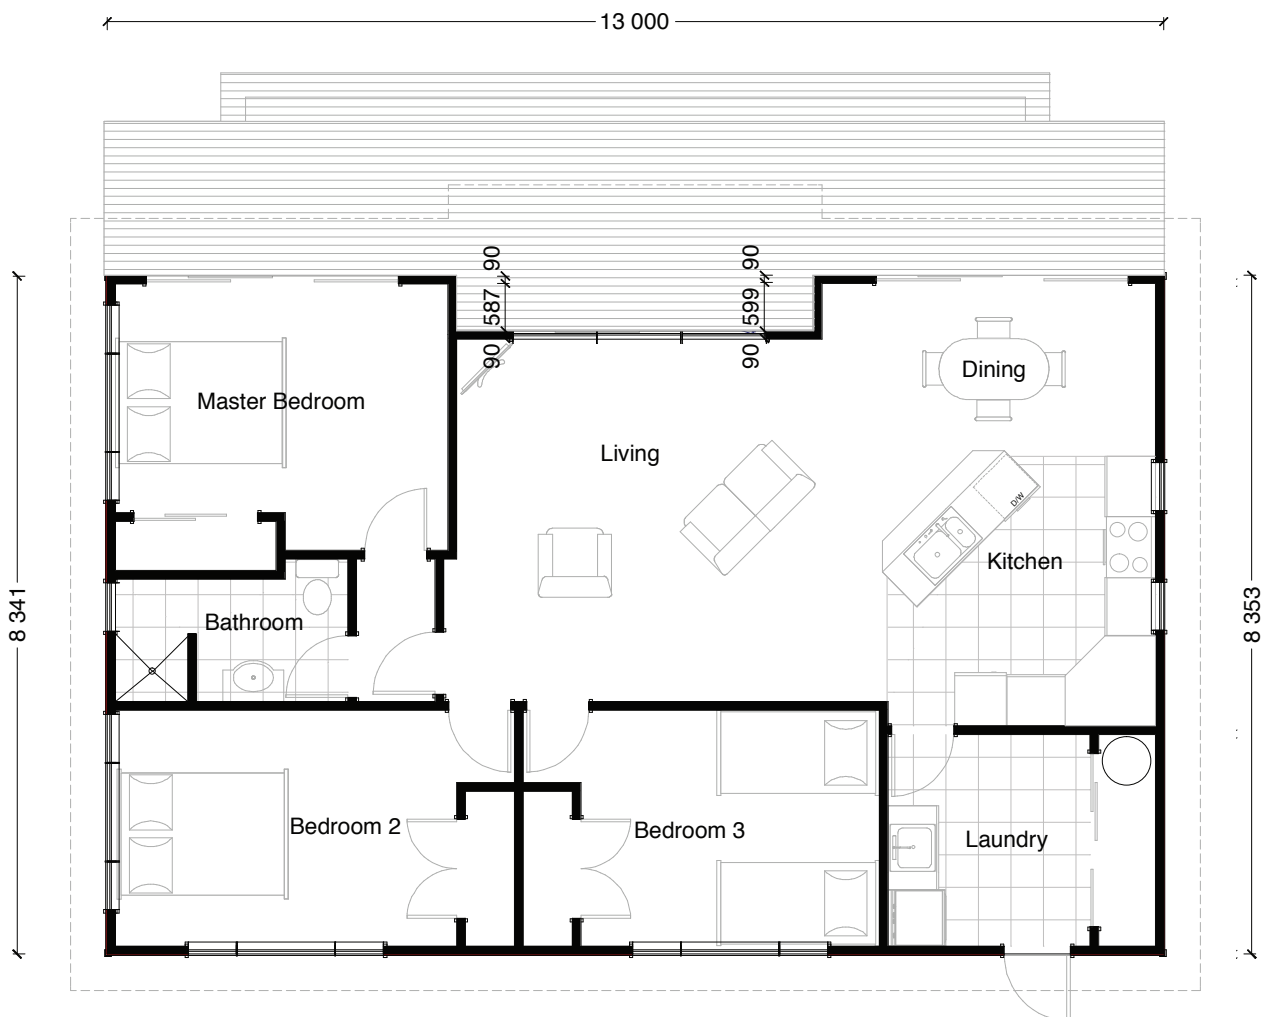 13 000
90
90
587
599
90
90
Dining
Master Bedroom
Living
D/W
Kitchen
8 341
8 353
Bathroom
Bedroom 2
Bedroom 3
Laundry